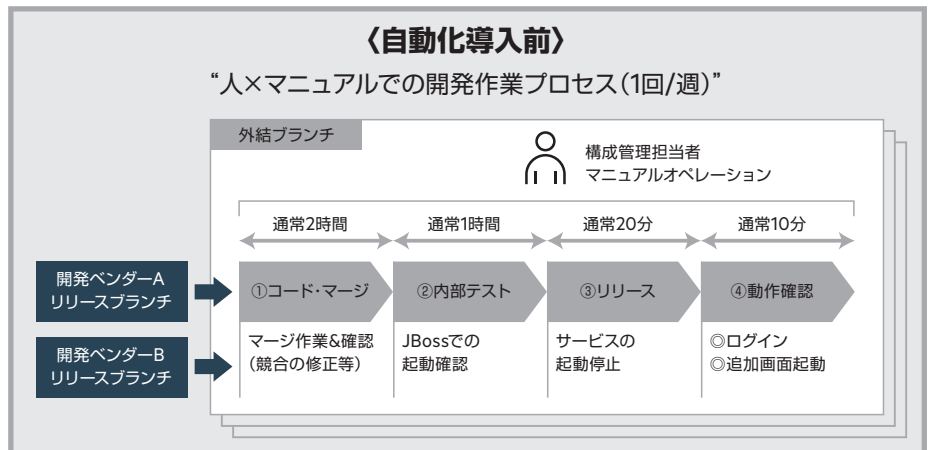 〈自動化導入前〉
“人×マニュアルでの開発作業プロセス（1回/週）”
外結ブランチ
構成管理担当者
マニュアルオペレーション
通常2時間
通常1時間
通常20分
通常10分
開発ベンダーA
リリースブランチ
開発ベンダーB
リリースブランチ
①コード・マージ
②内部テスト
③リリース
④動作確認
マージ作業&確認
（競合の修正等）
JBossでの
起動確認
サービスの
起動停止
◎ログイン
◎追加画面起動